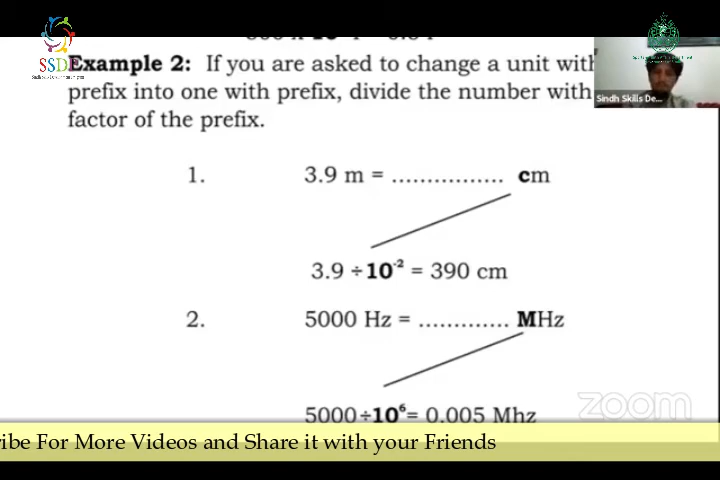 Example 2: If you are asked to change a unit with
prefix into one with prefix, divide the number with
factor of the prefix.
1. 3.9 m = ................ cm
3.9 ÷ 10⁻² = 390 cm
2. 5000 Hz = ............. MHz
5000÷10⁶= 0.005 Mhz
SSDE
Sindh Skills De...
zoom
ibe For More Videos and Share it with your Friends